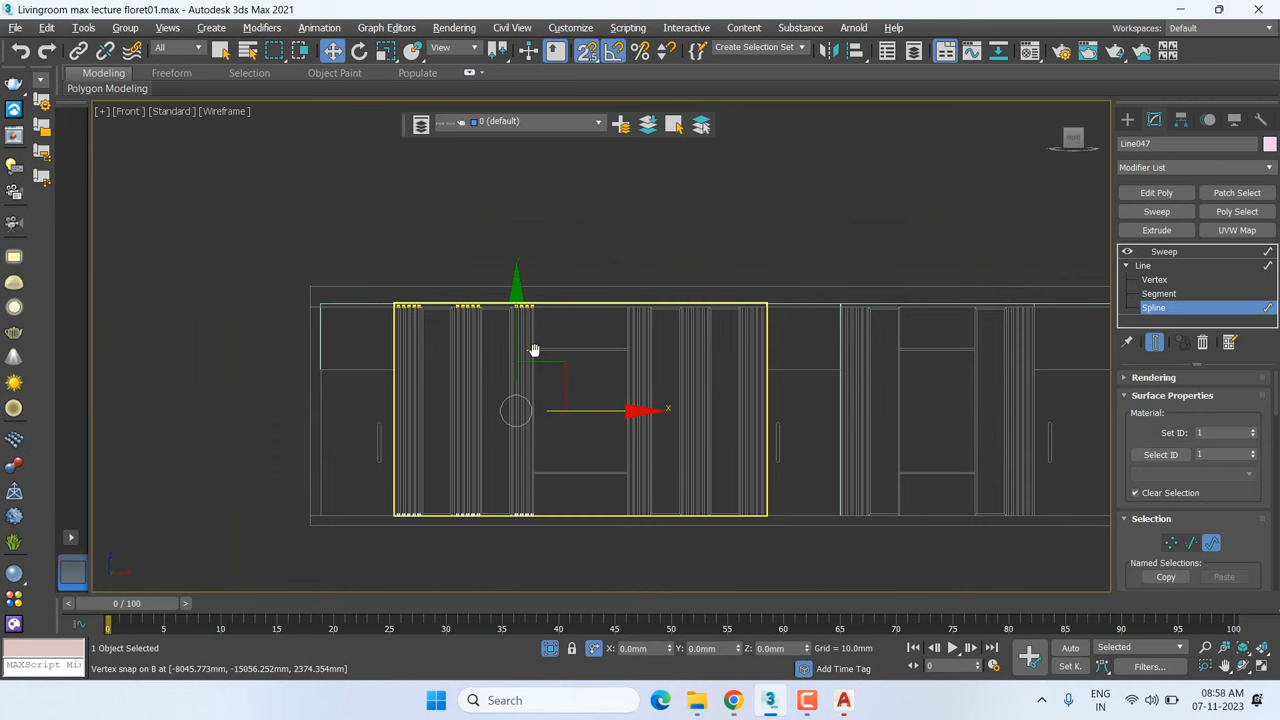 Livingroom max lecture floret01.max - Autodesk 3ds Max 2021
File Edit Tools Group Views Create Modifiers Animation Graph Editors Rendering Civil View Customize Scripting Interactive Content Substance Arnold Help
Workspaces: Default
All View Create Selection Set
Modeling Freeform Selection Object Paint Populate
Polygon Modeling
[+] [Front ] [Standard ] [Wireframe ]
0 (default)
x
Line047
Modifier List
Edit Poly Patch Select
Sweep Poly Select
Extrude UVW Map
Sweep
Line
Vertex
Segment
Spline
Rendering
Surface Properties
Material:
Set ID: 1
Select ID 1
Clear Selection
Selection
Named Selections:
Copy Paste
< 0 / 100 >
0 5 10 15 20 25 30 35 40 45 50 55 60 65 70 75 80 85 90 95 100
1 Object Selected
X: 0.0mm Y: 0.0mm Z: 0.0mm Grid = 10.0mm
Auto Selected
MAXScript Mi
Vertex snap on B at [-8045.773mm, -15056.252mm, 2374.354mm]
Add Time Tag
0
Set K. Filters...
Search
ENG
IN
08:58 AM
07-11-2023